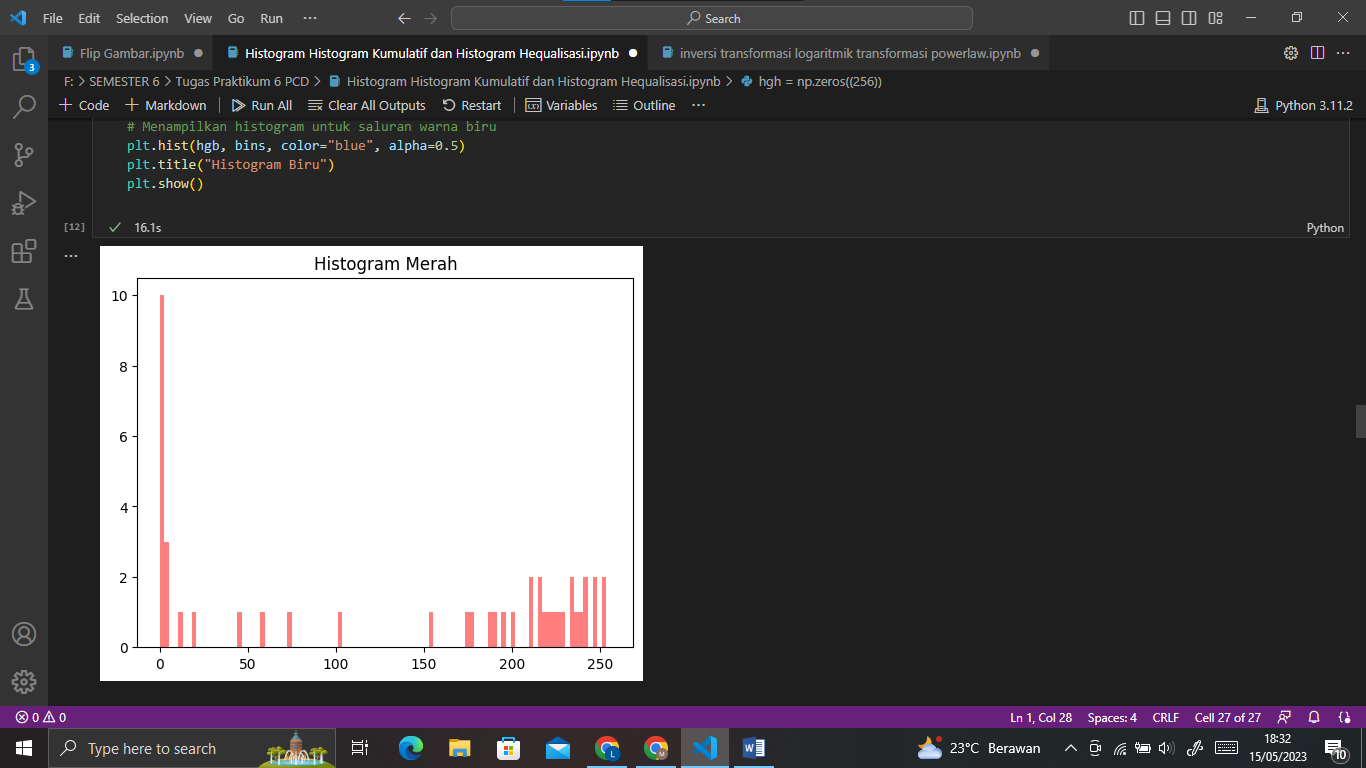 File Edit Selection View Go Run ··· Search
Flip Gambar.ipynb Histogram Histogram Kumulatif dan Histogram Hequalisasi.ipynb inversi transformasi logaritmik transformasi powerlaw.ipynb
F: > SEMESTER 6 > Tugas Praktikum 6 PCD > Histogram Histogram Kumulatif dan Histogram Hequalisasi.ipynb > hgh = np.zeros((256))
+ Code + Markdown Run All Clear All Outputs Restart Variables Outline ··· Python 3.11.2
# Menampilkan histogram untuk saluran warna biru
plt.hist(hgb, bins, color="blue", alpha=0.5)
plt.title("Histogram Biru")
plt.show()
[12] 16.1s Python
Histogram Merah
10
8
6
4
2
0
0 50 100 150 200 250
3
0 0 Ln 1, Col 28 Spaces: 4 CRLF Cell 27 of 27
Type here to search L M 23°C Berawan 18:32
15/05/2023 10